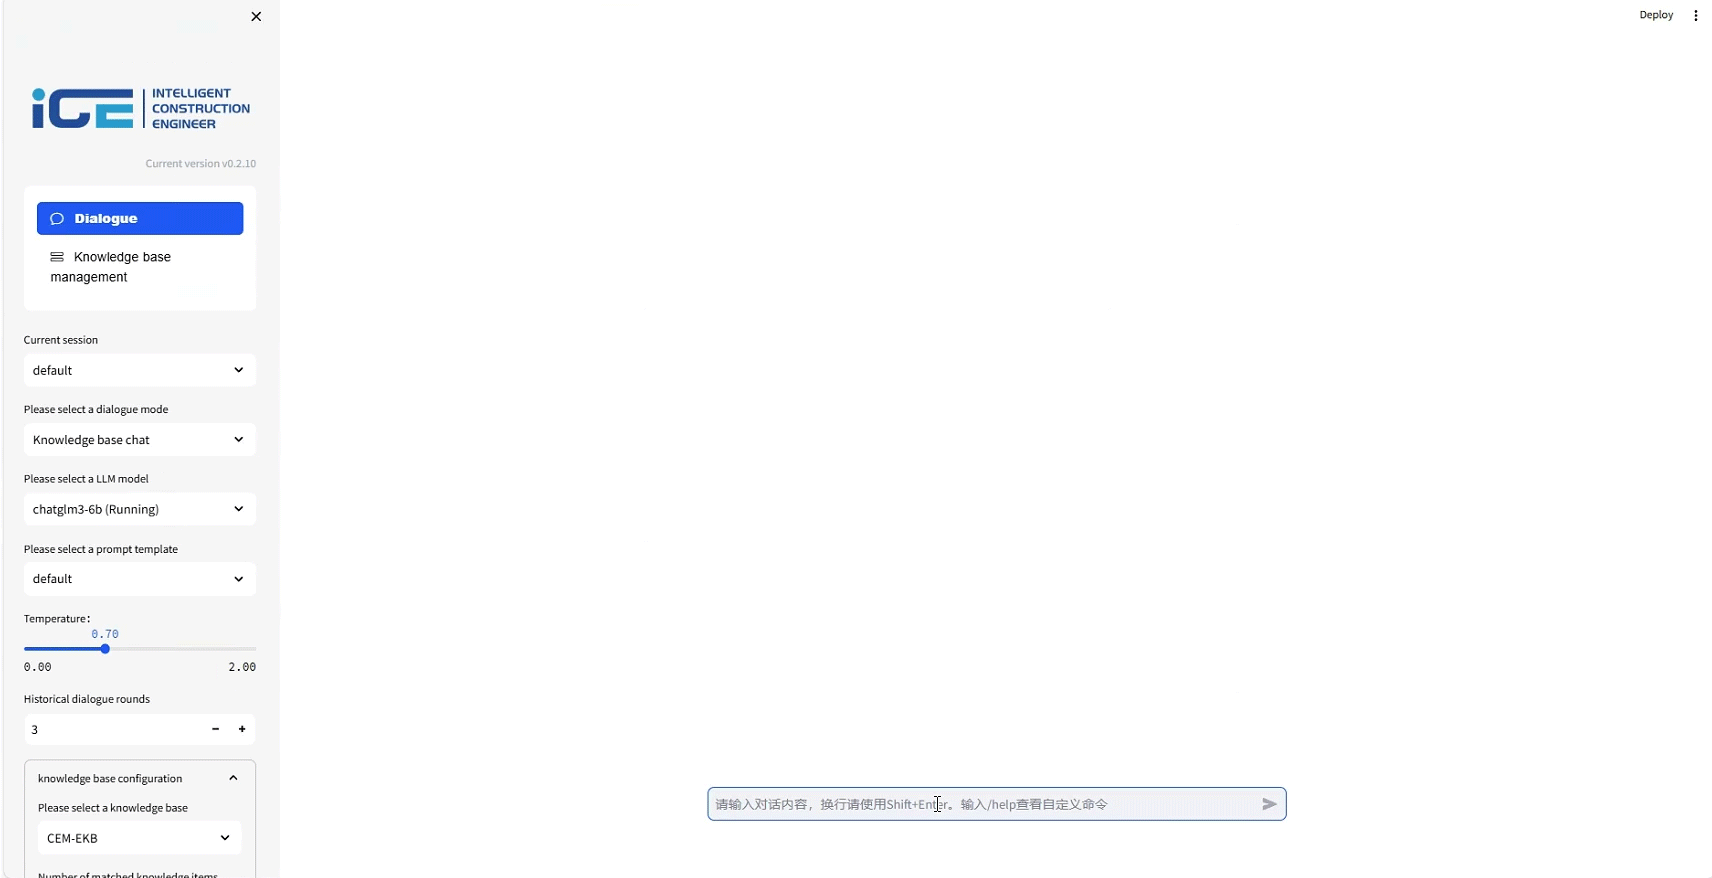 Deploy
iCE INTELLIGENT
CONSTRUCTION
ENGINEER
Current version v0.2.10
Dialogue
Knowledge base
management
Current session
default
Please select a dialogue mode
Knowledge base chat
Please select a LLM model
chatglm3-6b (Running)
Please select a prompt template
default
Temperature：
0.70
0.00 2.00
Historical dialogue rounds
3
knowledge base configuration
Please select a knowledge base
CEM-EKB
Number of matched knowledge items
请输入对话内容，换行请使用Shift+Enter。输入/help查看自定义命令